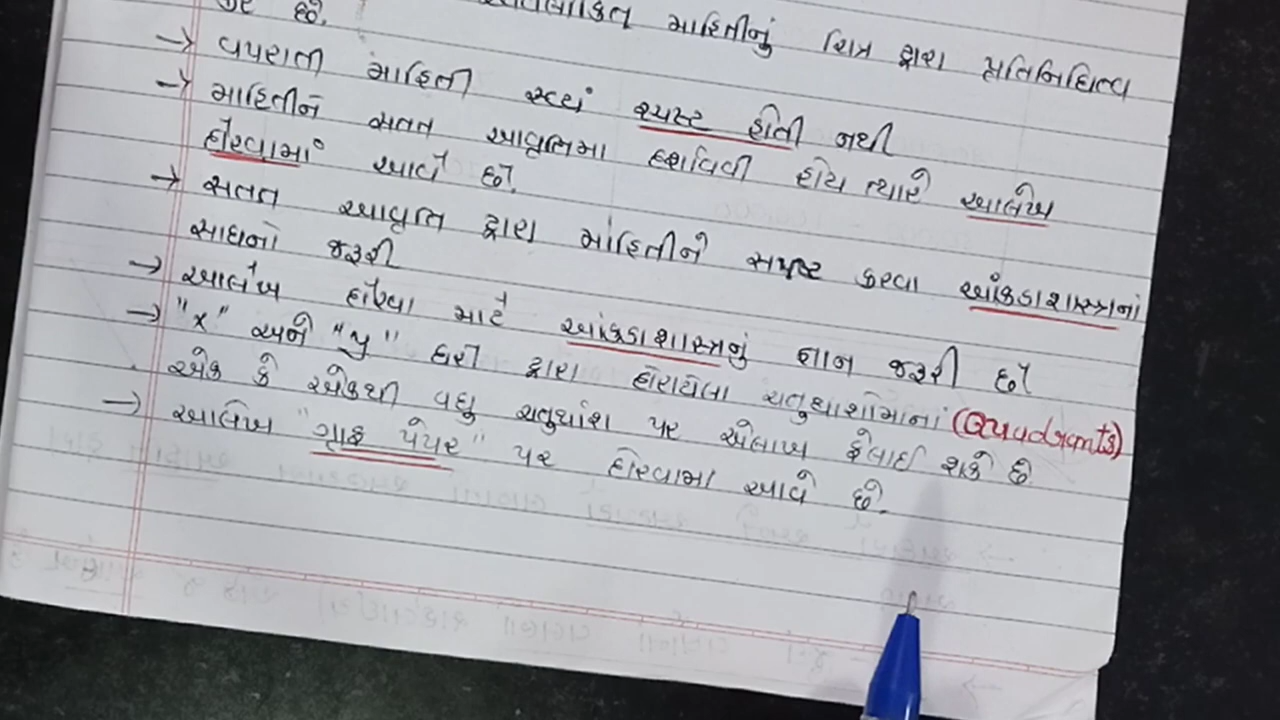 છે. માહિતીનું ચિત્ર દ્વારા પ્રતિનિધિત્વ
→ વપરાતી માહિતી સ્વયં સ્પષ્ટ હોતી નથી
→ માહિતીને સતત આવૃત્તિમા દર્શાવવી હોય ત્યારે આલેખ
દોરવામાં આવે છે.
→ સતત આવૃત્તિ દ્વારા માહિતીને સ્પષ્ટ કરવા આંકડાશાસ્ત્રનાં
સાધનો જરૂરી
→ આલેખ દોરવા માટે આંકડાશાસ્ત્રનું જ્ઞાન જરૂરી છે
→ "x" અને "y" ધરી દ્વારા દોરાયેલા ચતુર્થાશોમાનાં (Quadrants)
એક કે એકથી વધુ ચતુર્થાંશ પર એલાખ ફેલાઈ શકે છે
→ આલેખ "ગ્રાફ પેપર" પર દોરવામા આવે છે.